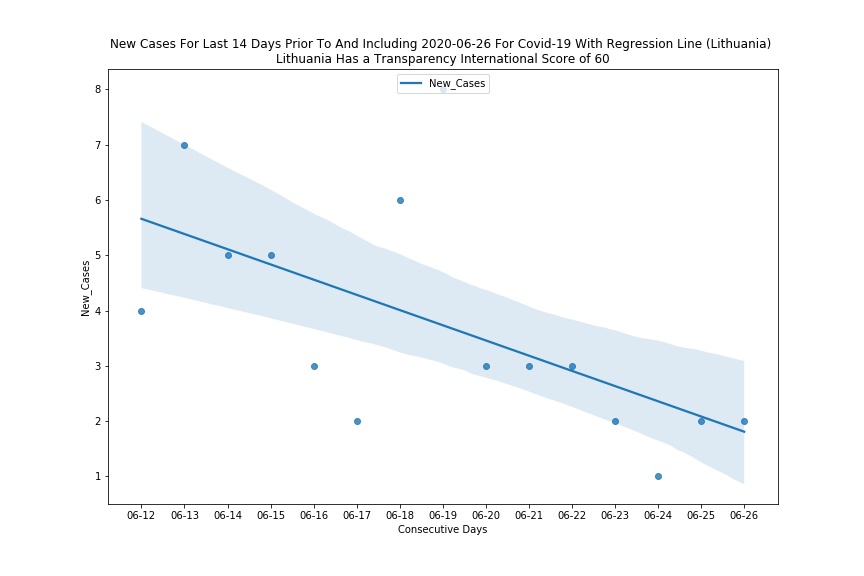 New Cases For Last 14 Days Prior To And Including 2020-06-26 For Covid-19 With Regression Line (Lithuania)
Lithuania Has a Transparency International Score of 60
New_Cases
8
7
6
5
4
3
2
1
New_Cases
06-12 06-13 06-14 06-15 06-16 06-17 06-18 06-19 06-20 06-21 06-22 06-23 06-24 06-25 06-26
Consecutive Days